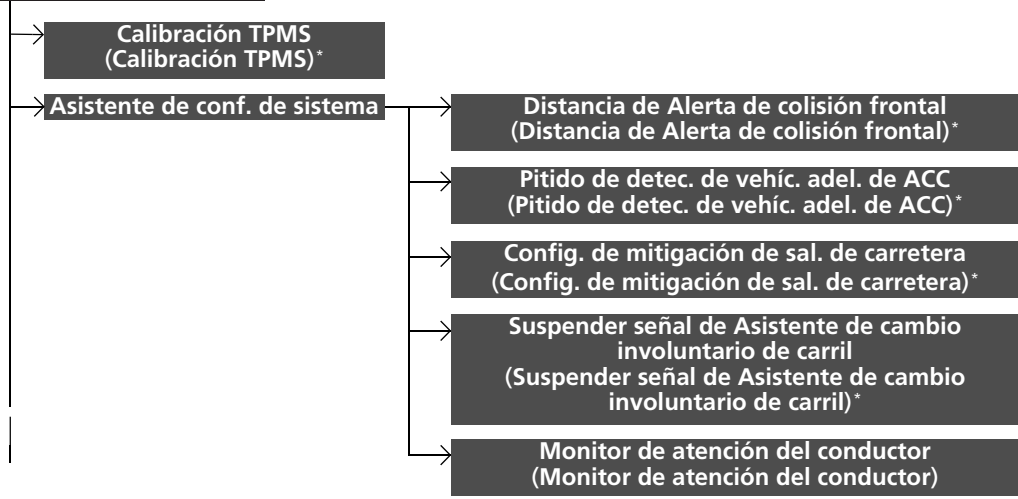 Calibración TPMS
(Calibración TPMS)*
Asistente de conf. de sistema
Distancia de Alerta de colisión frontal
(Distancia de Alerta de colisión frontal)*
Pitido de detec. de vehíc. adel. de ACC
(Pitido de detec. de vehíc. adel. de ACC)*
Config. de mitigación de sal. de carretera
(Config. de mitigación de sal. de carretera)*
Suspender señal de Asistente de cambio
involuntario de carril
(Suspender señal de Asistente de cambio
involuntario de carril)*
Monitor de atención del conductor
(Monitor de atención del conductor)